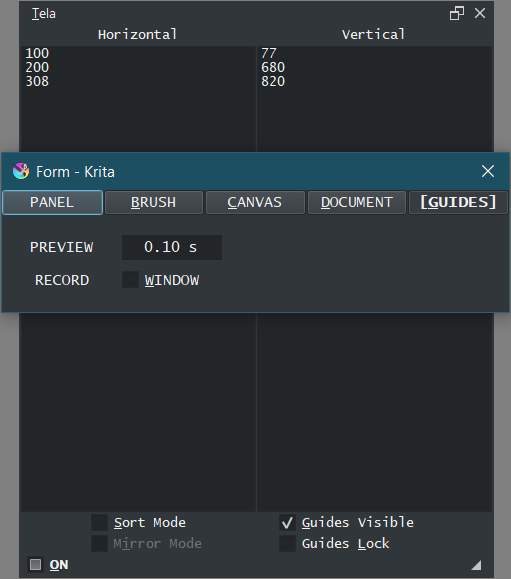 Tela
Horizontal Vertical
100 77
200 680
308 820
Form - Krita
PANEL BRUSH CANVAS DOCUMENT [GUIDES]
PREVIEW 0.10 s
RECORD WINDOW
Sort Mode Guides Visible
Mirror Mode Guides Lock
ON